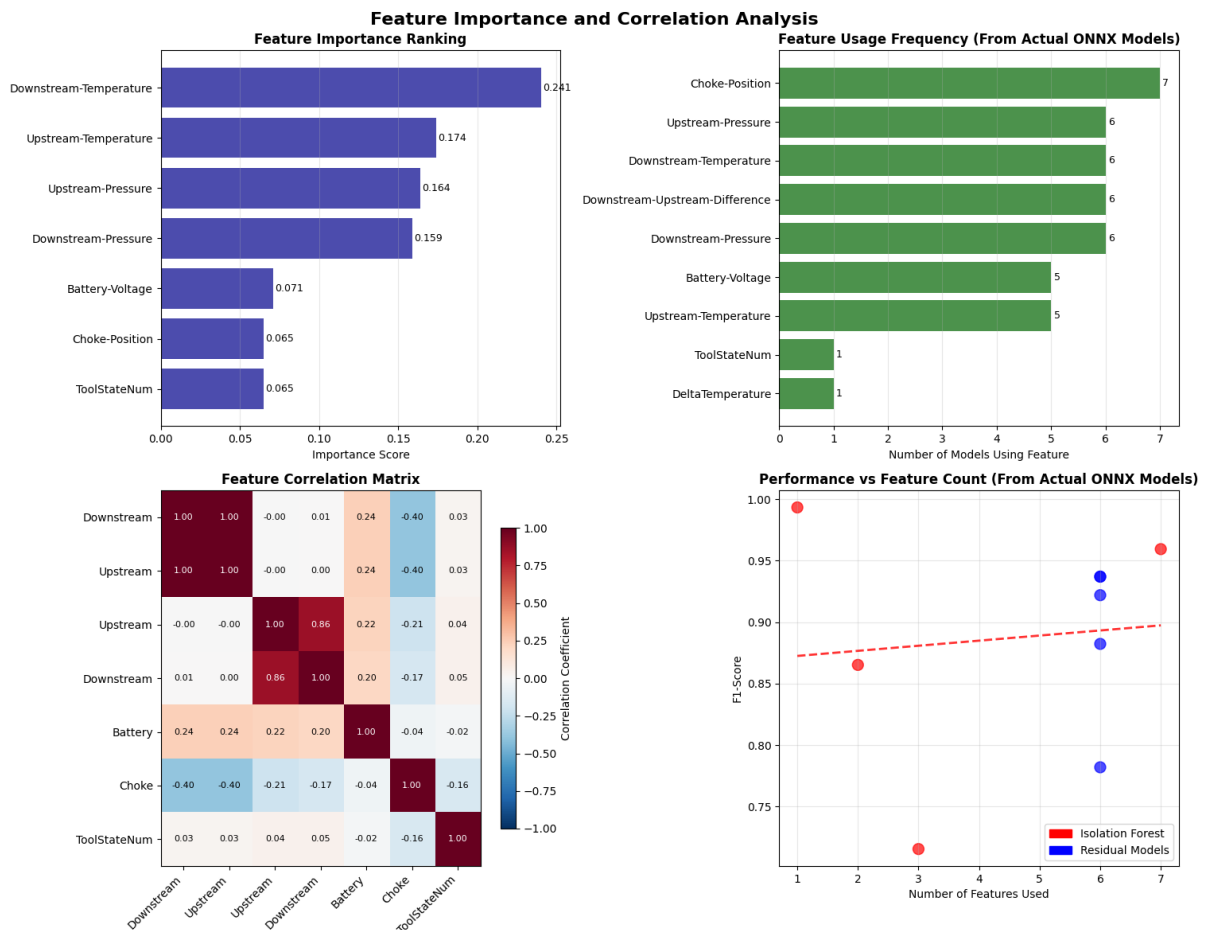 Feature Importance and Correlation Analysis
Feature Importance Ranking
Downstream-Temperature
0.241
Upstream-Temperature
0.174
Upstream-Pressure
0.164
Downstream-Pressure
0.159
Battery-Voltage
0.071
Choke-Position
0.065
ToolStateNum
0.065
0.00 0.05 0.10 0.15 0.20 0.25
Importance Score
Feature Usage Frequency (From Actual ONNX Models)
Choke-Position
7
Upstream-Pressure
6
Downstream-Temperature
6
Downstream-Upstream-Difference
6
Downstream-Pressure
6
Battery-Voltage
5
Upstream-Temperature
5
ToolStateNum
1
DeltaTemperature
1
0 1 2 3 4 5 6 7
Number of Models Using Feature
Feature Correlation Matrix
Downstream 1.00 1.00 -0.00 0.01 0.24 -0.40 0.03
Upstream 1.00 1.00 -0.00 0.00 0.24 -0.40 0.03
Upstream -0.00 -0.00 1.00 0.86 0.22 -0.21 0.04
Downstream 0.01 0.00 0.86 1.00 0.20 -0.17 0.05
Battery 0.24 0.24 0.22 0.20 1.00 -0.04 -0.02
Choke -0.40 -0.40 -0.21 -0.17 -0.04 1.00 -0.16
ToolStateNum 0.03 0.03 0.04 0.05 -0.02 -0.16 1.00
Downstream
Upstream
Upstream
Downstream
Battery
Choke
ToolStateNum
1.00
0.75
0.50
0.25
0.00
−0.25
−0.50
−0.75
−1.00
Correlation Coefficient
Performance vs Feature Count (From Actual ONNX Models)
1.00
0.95
0.90
0.85
0.80
0.75
F1-Score
Isolation Forest
Residual Models
1 2 3 4 5 6 7
Number of Features Used